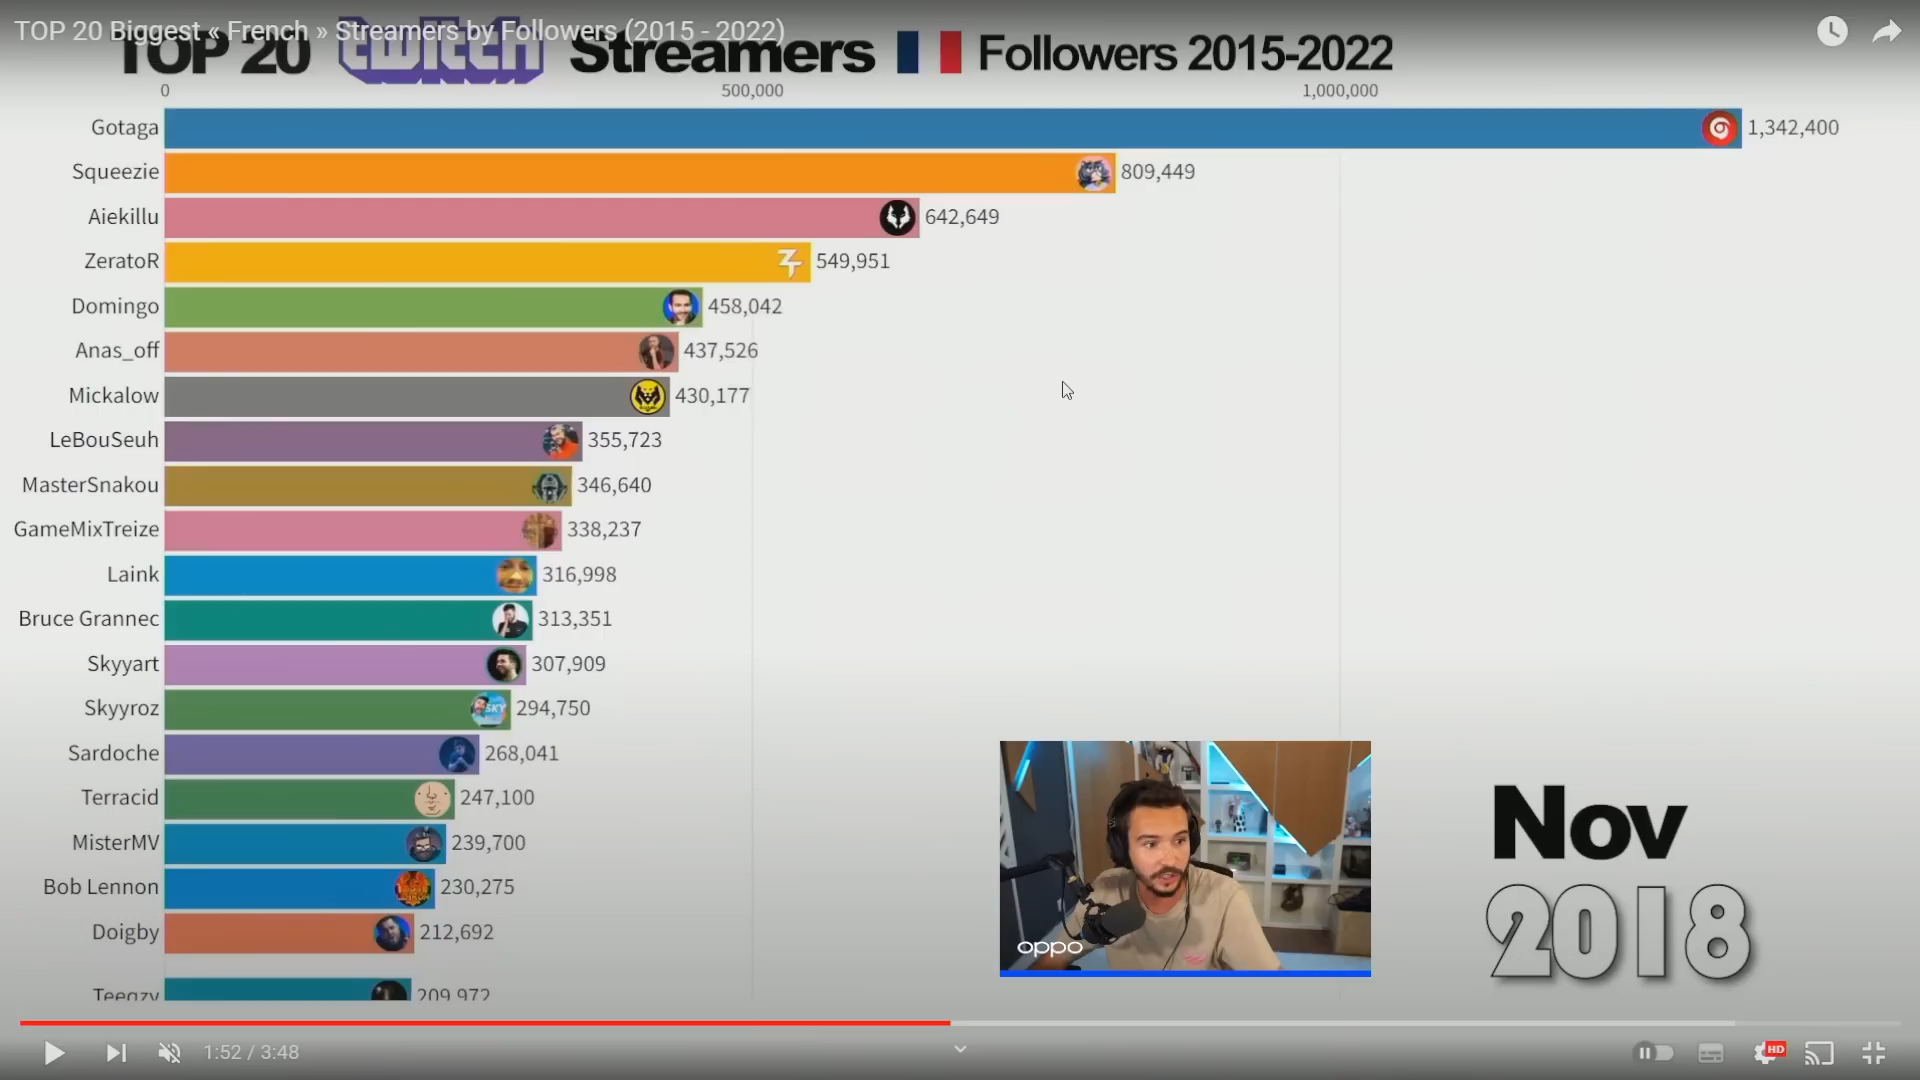 TOP 20 Biggest « French » Streamers by Followers (2015 - 2022)
TOP 20 twitch Streamers Followers 2015-2022
0 500,000 1,000,000
Gotaga 1,342,400
Squeezie 809,449
Aiekillu 642,649
ZeratoR 549,951
Domingo 458,042
Anas_off 437,526
Mickalow 430,177
LeBouSeuh 355,723
MasterSnakou 346,640
GameMixTreize 338,237
Laink 316,998
Bruce Grannec 313,351
Skyyart 307,909
Skyyroz SKY 294,750
Sardoche 268,041
Terracid 247,100
MisterMV 239,700
Bob Lennon 230,275
Doigby 212,692
Teeqzy 209,972
oppo
Nov
2018
1:52 / 3:48
HD